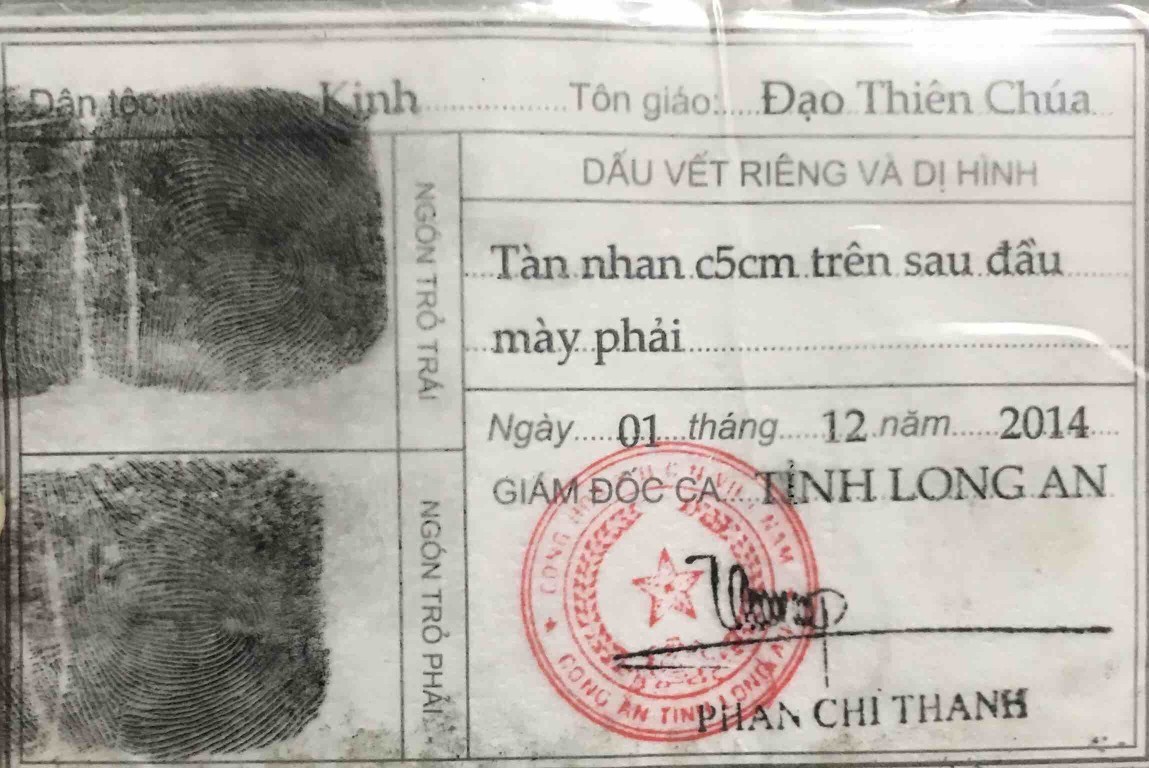 Dân tộc: Kinh Tôn giáo: Đạo Thiên Chúa
NGÓN TRỎ TRÁI
NGÓN TRỎ PHẢI
DẤU VẾT RIÊNG VÀ DỊ HÌNH
Tàn nhan c5cm trên sau đầu
mày phải
Ngày 01 tháng 12 năm 2014
GIÁM ĐỐC CA TỈNH LONG AN
CÔNG AN TỈNH LONG AN
PHAN CHÍ THANH